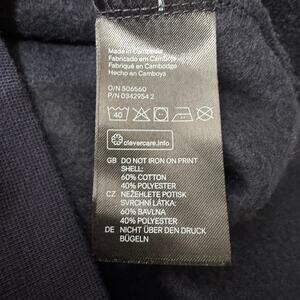 Made in Cambodia
Fabricado em Camboja
Fabriqué en Cambodge
Hecho en Camboya
O/N 506560
P/N 0342954 2
40
clevercare.info
GB DO NOT IRON ON PRINT
SHELL:
60% COTTON
40% POLYESTER
CZ NEŽEHLETE POTISK
SVRCHNÍ LÁTKA:
60% BAVLNA
40% POLYESTER
DE NICHT ÜBER DEN DRUCK
BÜGELN